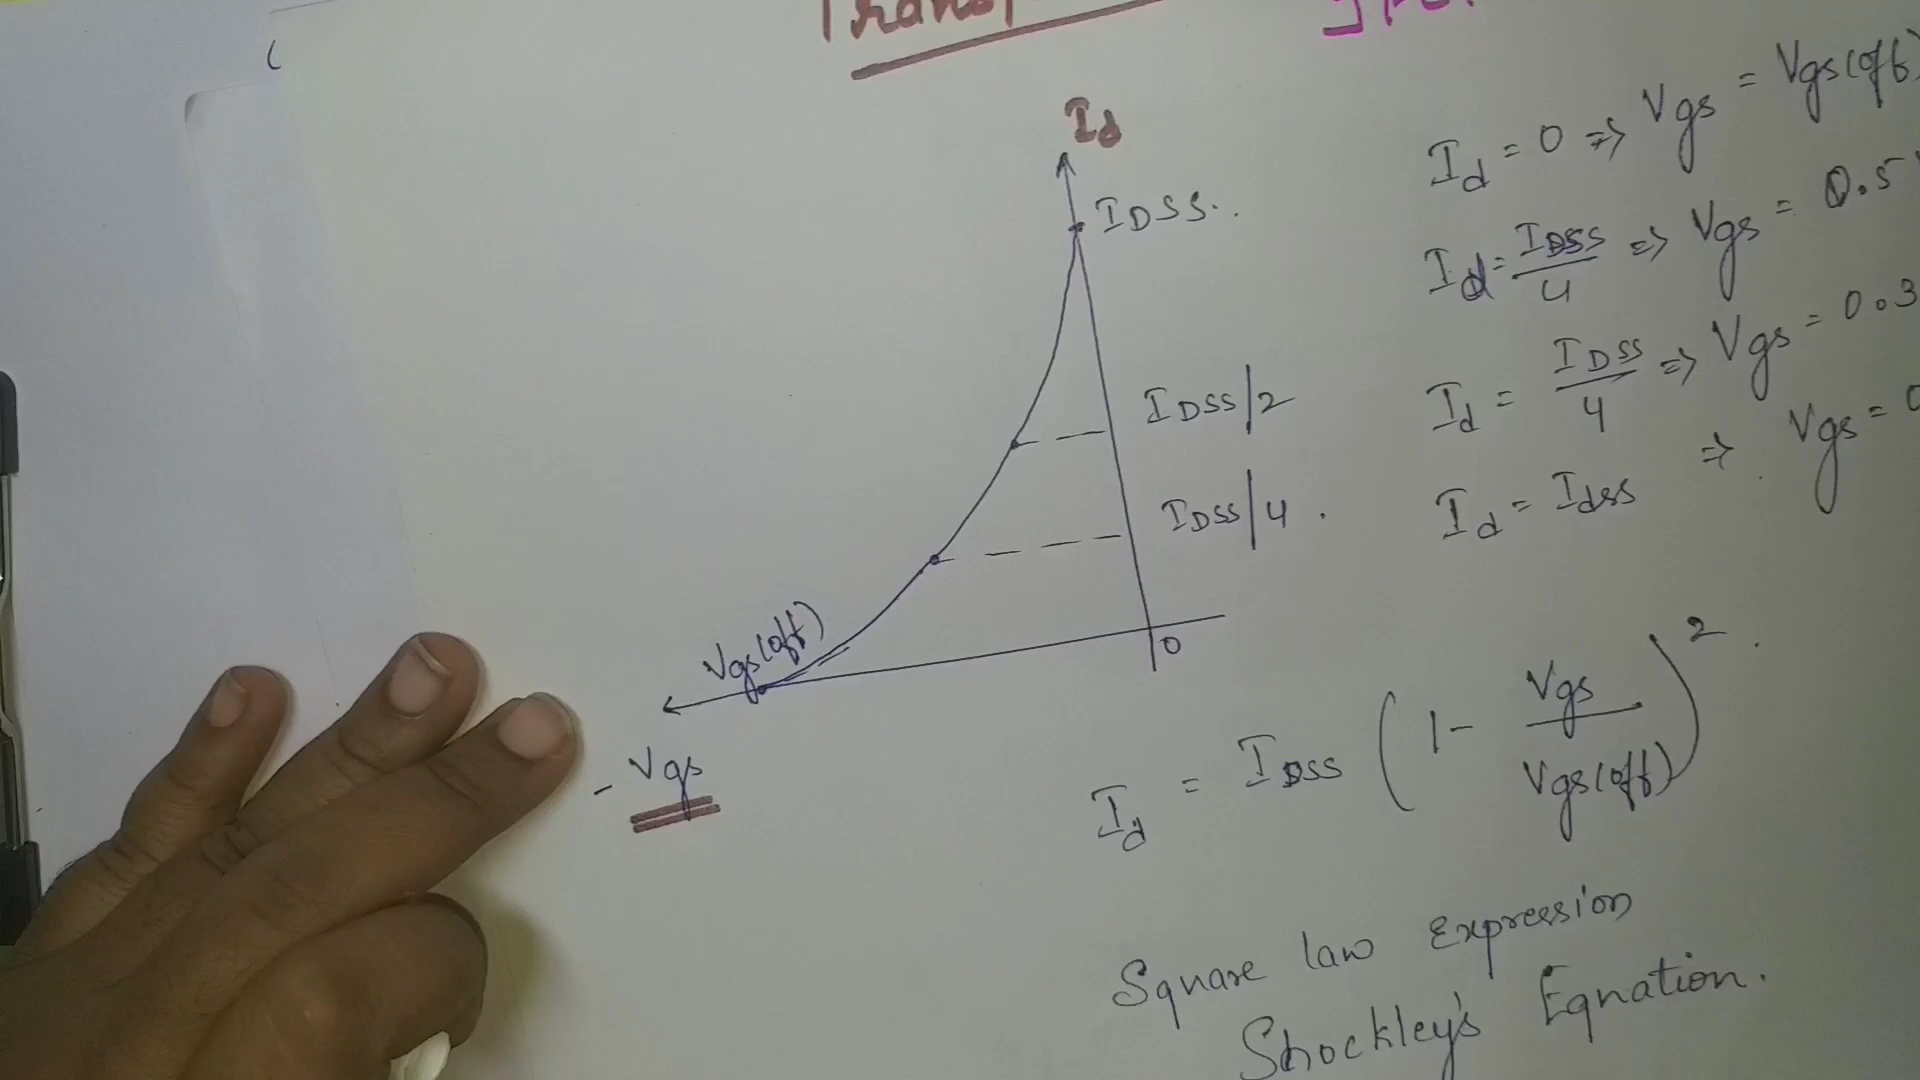 Id
IDSS.
IDSS/2
IDSS/4.
Vgs(off)
0
- Vgs
Id = 0 => Vgs = Vgs(off)
Id = IDSS/4 => Vgs = 0.5
Id = IDSS/4 => Vgs = 0.3
Id = Idss => Vgs =
Id = IDSS (1 - Vgs/Vgs(off))²
Square law Expression
Shockley's Equation.